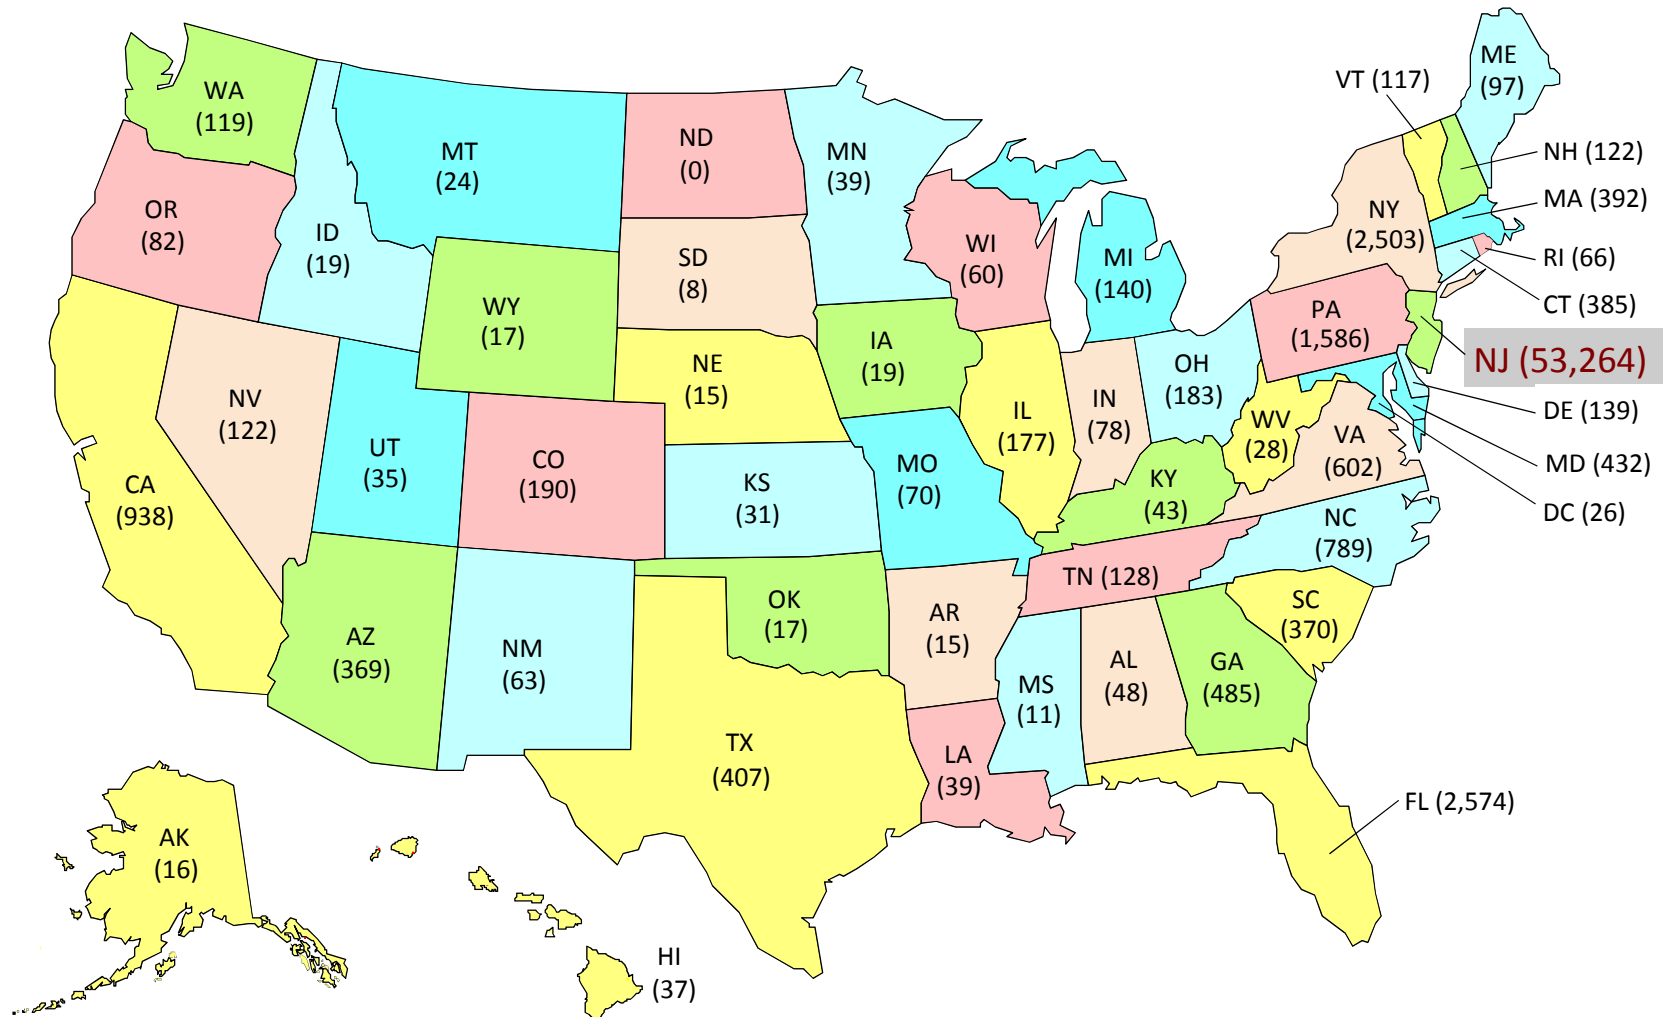 WA
(119)
OR
(82)
CA
(938)
ID
(19)
NV
(122)
MT
(24)
WY
(17)
UT
(35)
AZ
(369)
CO
(190)
NM
(63)
ND
(0)
SD
(8)
NE
(15)
KS
(31)
OK
(17)
TX
(407)
MN
(39)
IA
(19)
MO
(70)
AR
(15)
LA
(39)
WI
(60)
IL
(177)
MI
(140)
IN
(78)
OH
(183)
KY
(43)
TN (128)
MS
(11)
AL
(48)
GA
(485)
SC
(370)
NC
(789)
VA
(602)
WV
(28)
PA
(1,586)
NY
(2,503)
VT (117)
ME
(97)
NH (122)
MA (392)
RI (66)
CT (385)
NJ (53,264)
DE (139)
MD (432)
DC (26)
FL (2,574)
AK
(16)
HI
(37)